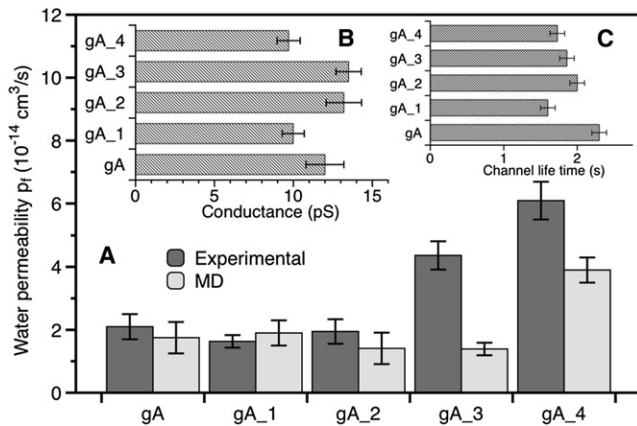 Water permeability pf (10-14 cm3/s)
12
10
8
6
4
2
0
A
Experimental
MD
gA
gA_1
gA_2
gA_3
gA_4
B
gA_4
gA_3
gA_2
gA_1
gA
0
5
10
15
Conductance (pS)
C
gA_4
gA_3
gA_2
gA_1
gA
0
1
2
Channel life time (s)